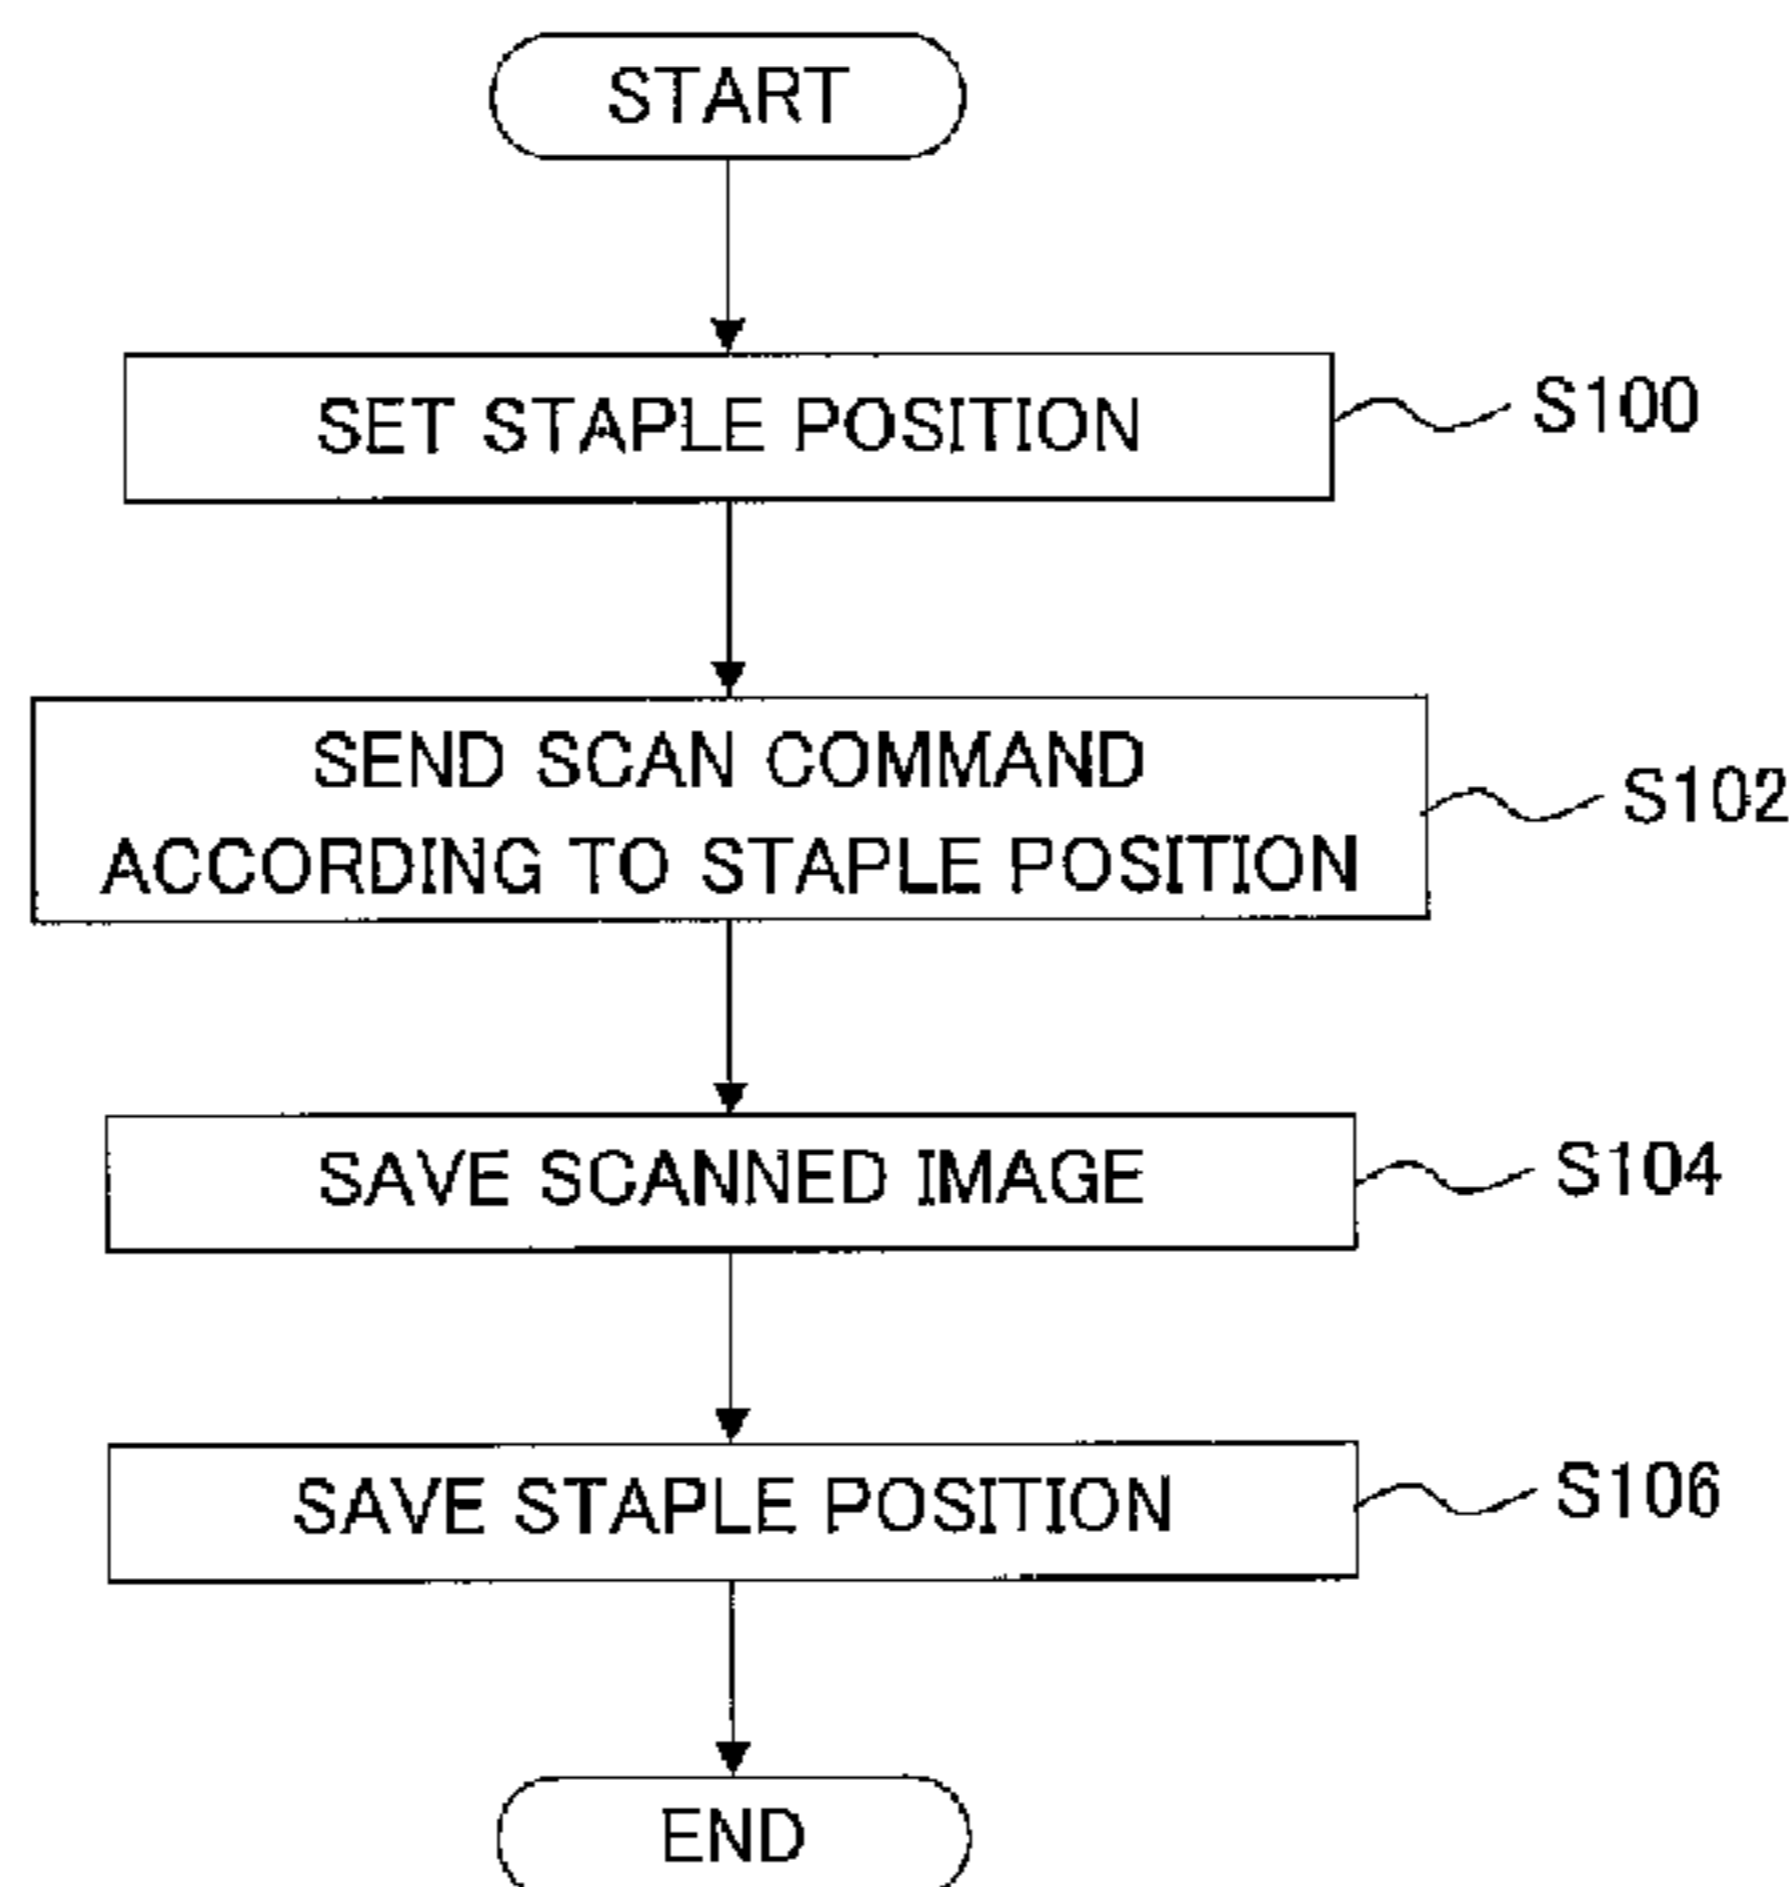 START
SET STAPLE POSITION
S100
SEND SCAN COMMAND
ACCORDING TO STAPLE POSITION
S102
SAVE SCANNED IMAGE
S104
SAVE STAPLE POSITION
S106
END